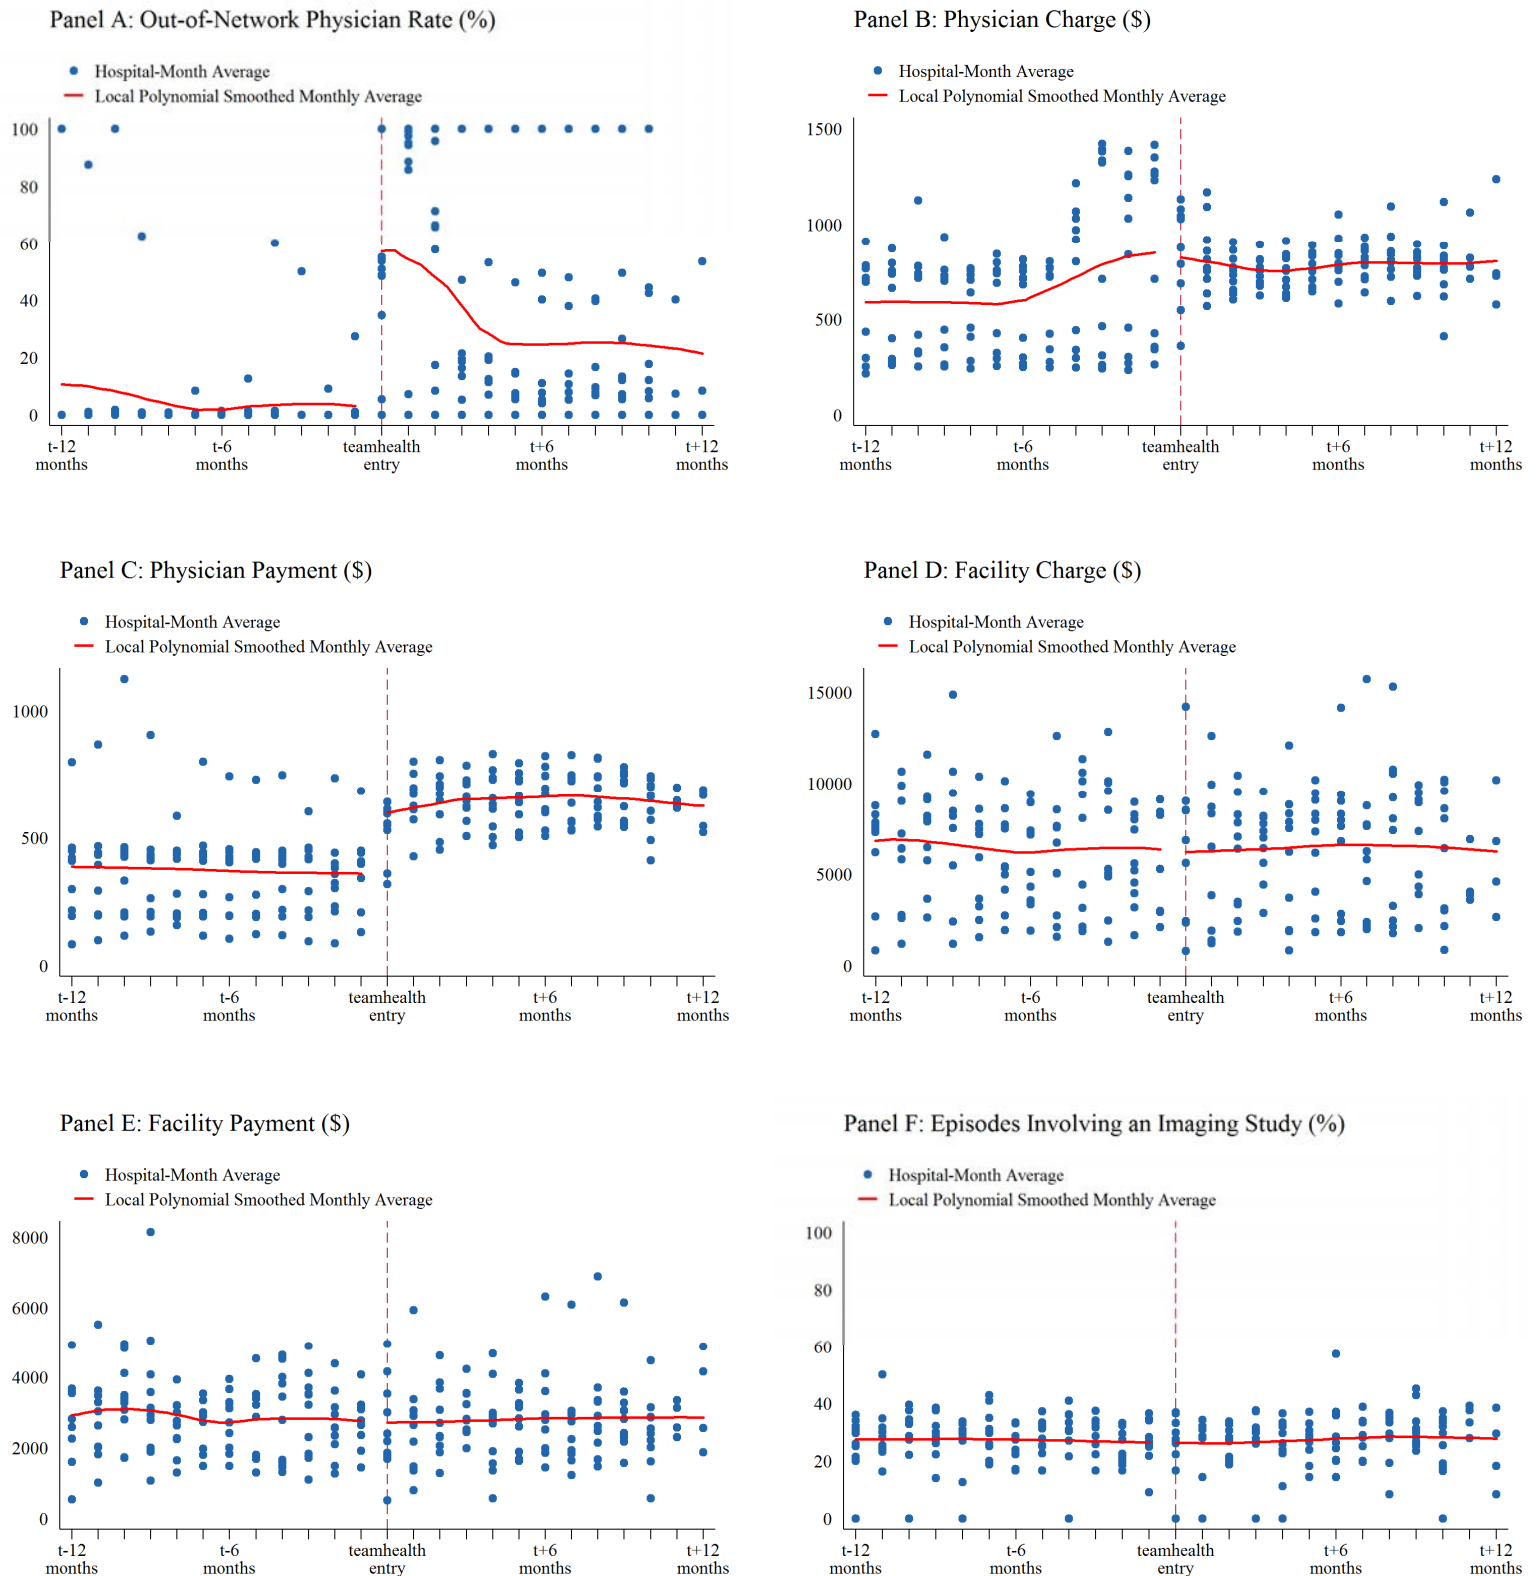 Panel A: Out-of-Network Physician Rate (%)
Hospital-Month Average
Local Polynomial Smoothed Monthly Average
100
80
60
40
20
0
t-12 months
t-6 months
teamhealth entry
t+6 months
t+12 months
Panel B: Physician Charge ($)
Hospital-Month Average
Local Polynomial Smoothed Monthly Average
1500
1000
500
0
t-12 months
t-6 months
teamhealth entry
t+6 months
t+12 months
Panel C: Physician Payment ($)
Hospital-Month Average
Local Polynomial Smoothed Monthly Average
1000
500
0
t-12 months
t-6 months
teamhealth entry
t+6 months
t+12 months
Panel D: Facility Charge ($)
Hospital-Month Average
Local Polynomial Smoothed Monthly Average
15000
10000
5000
0
t-12 months
t-6 months
teamhealth entry
t+6 months
t+12 months
Panel E: Facility Payment ($)
Hospital-Month Average
Local Polynomial Smoothed Monthly Average
8000
6000
4000
2000
0
t-12 months
t-6 months
teamhealth entry
t+6 months
t+12 months
Panel F: Episodes Involving an Imaging Study (%)
Hospital-Month Average
Local Polynomial Smoothed Monthly Average
100
80
60
40
20
0
t-12 months
t-6 months
teamhealth entry
t+6 months
t+12 months